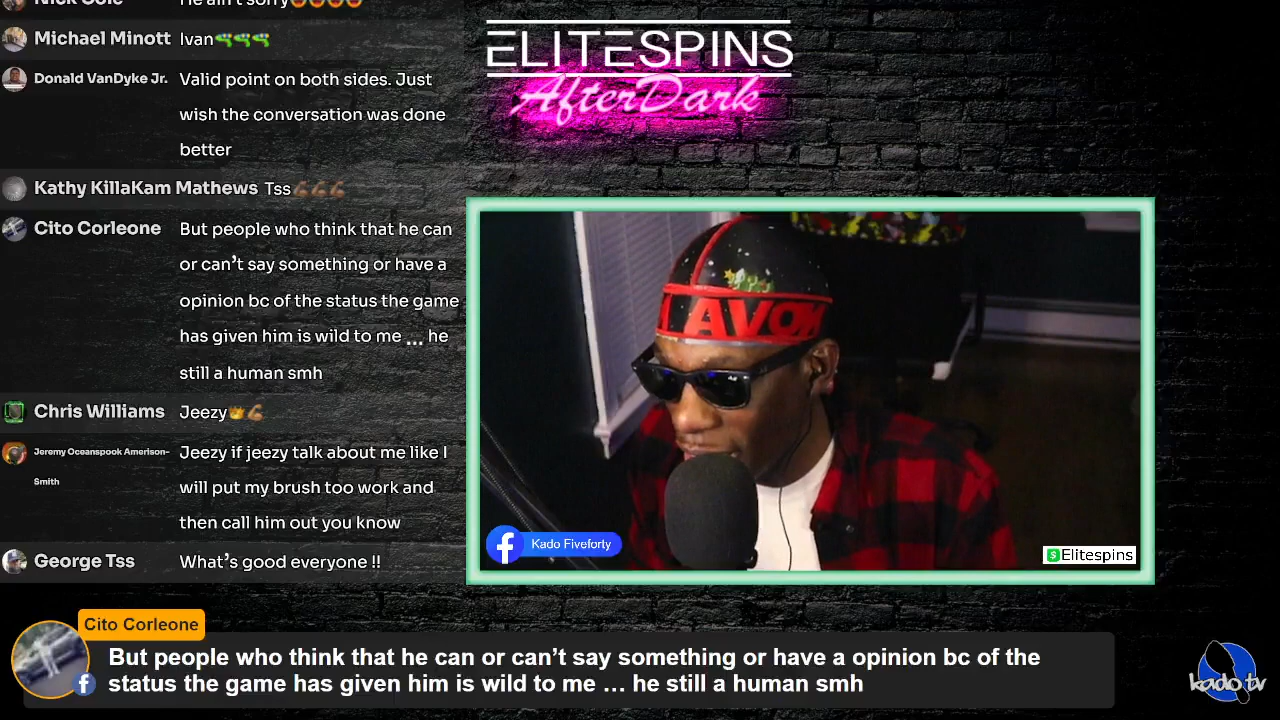 He ain't sorry
Michael Minott Ivan
VanDyke Jr. Valid point on both sides. Just
wish the conversation was done
better
Kathy KillaKam Mathews Tss
Cito Corleone But people who think that he can
or can't say something or have a
opinion bc of the status the game
has given him is wild to me ... he
still a human smh
Chris Williams Jeezy
Jeremy Oceanspook Amerison- Jeezy if jeezy talk about me like I
Smith will put my brush too work and
then call him out you know
George Tss What's good everyone !!
ELITESPINS
AfterDark
Kado Fiveforty
$ Elitespins
Cito Corleone
But people who think that he can or can't say something or have a opinion bc of the
status the game has given him is wild to me ... he still a human smh
kado tv